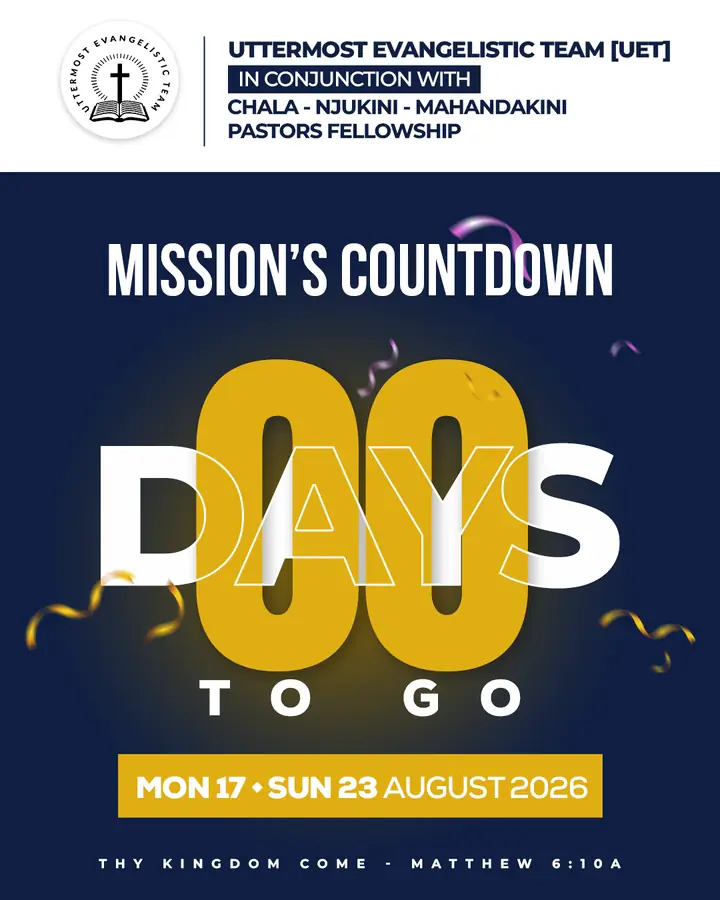 UTTERMOST EVANGELISTIC TEAM
UTTERMOST EVANGELISTIC TEAM [UET]
IN CONJUNCTION WITH
CHALA - NJUKINI - MAHANDAKINI
PASTORS FELLOWSHIP
MISSION’S COUNTDOWN
00
DAYS
TO GO
MON 17 • SUN 23 AUGUST 2026
THY KINGDOM COME - MATTHEW 6:10A